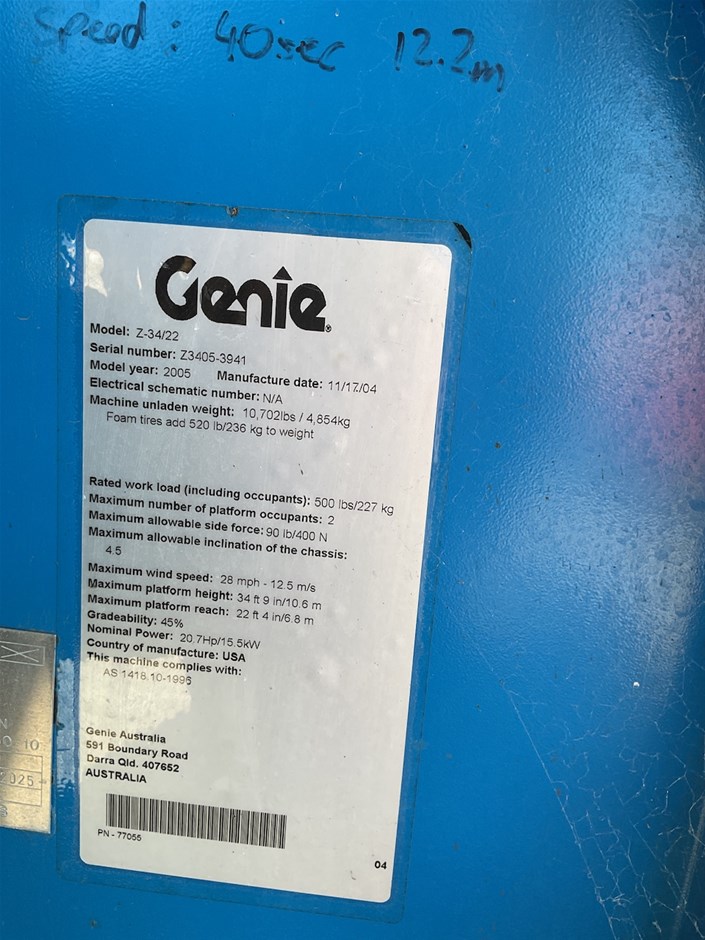 Speed: 40sec 12.2m
Genie
Model: Z-34/22
Serial number: Z3405-3941
Model year: 2005 Manufacture date: 11/17/04
Electrical schematic number: N/A
Machine unladen weight: 10,702lbs / 4,854kg
Foam tires add 520 lb/236 kg to weight
Rated work load (including occupants): 500 lbs/227 kg
Maximum number of platform occupants: 2
Maximum allowable side force: 90 lb/400 N
Maximum allowable inclination of the chassis:
4.5
Maximum wind speed: 28 mph - 12.5 m/s
Maximum platform height: 34 ft 9 in/10.6 m
Maximum platform reach: 22 ft 4 in/6.8 m
Gradeability: 45%
Nominal Power: 20.7Hp/15.5kW
Country of manufacture: USA
This machine complies with:
AS 1418.10-1996
Genie Australia
591 Boundary Road
Darra Qld. 407652
AUSTRALIA
PN - 77055
04
N
10
2025